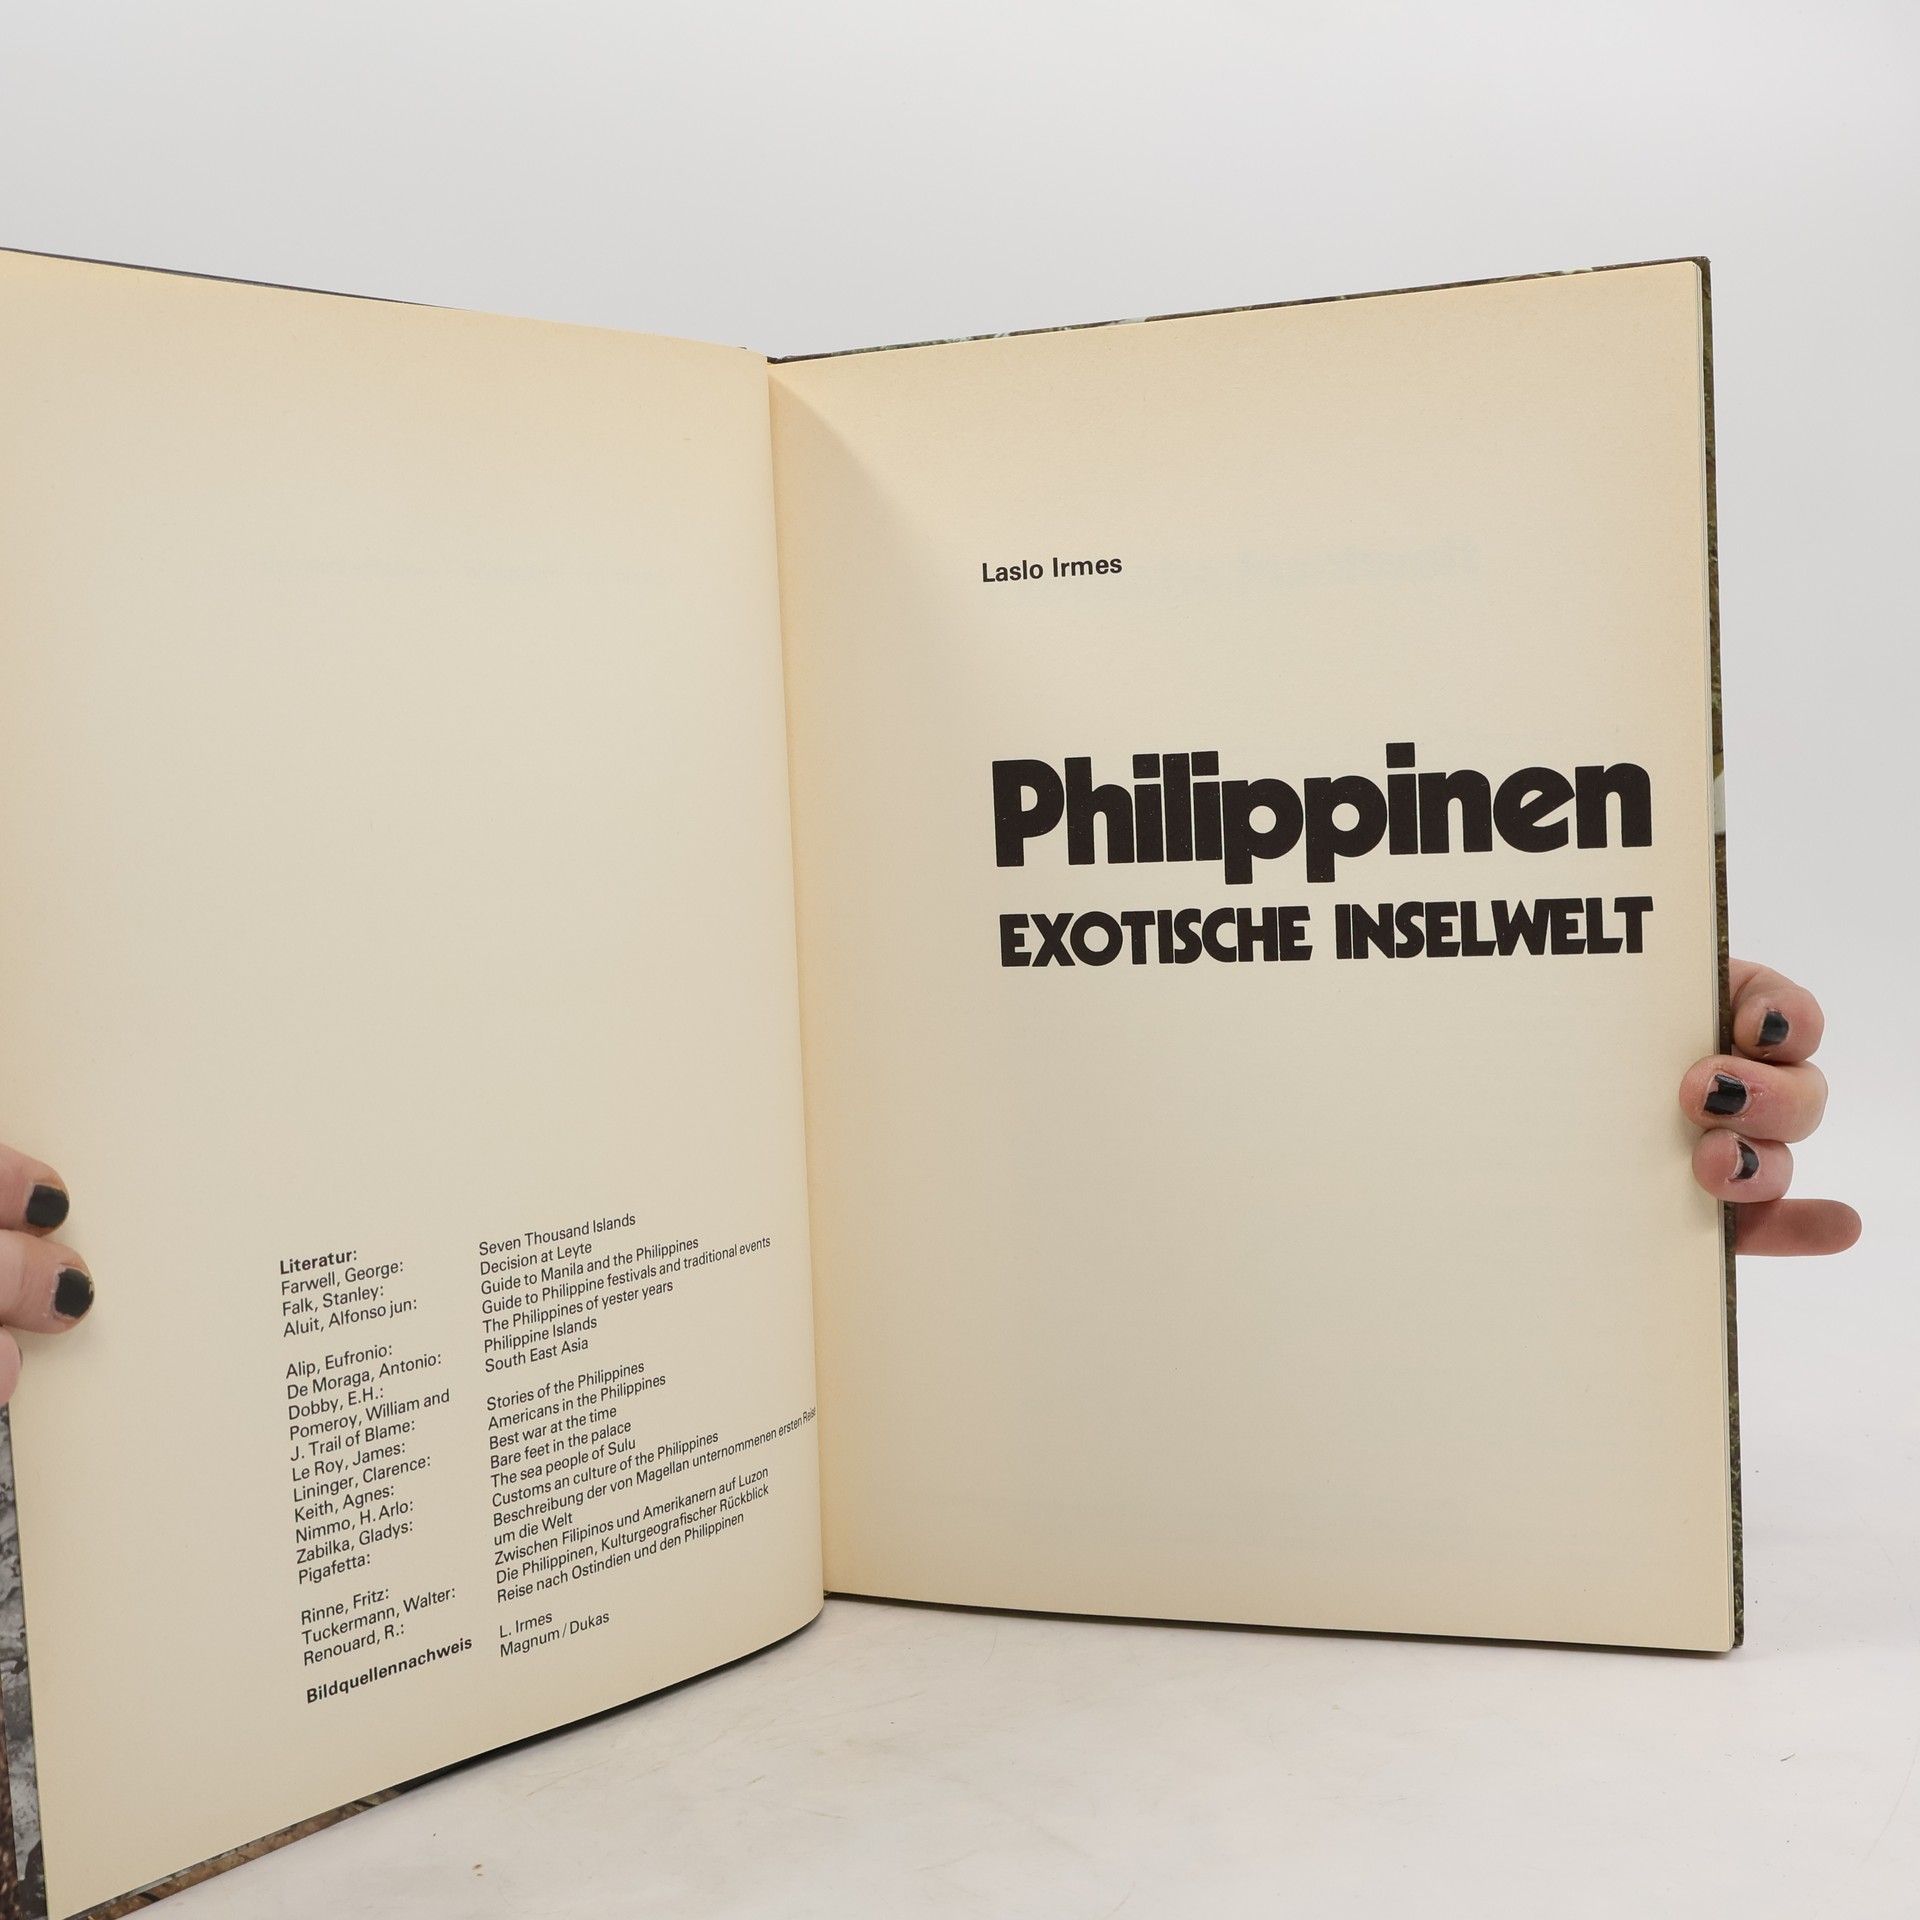 Literatur:
Farwell, George:
Falk, Stanley:
Aluit, Alfonso jun:
Alip, Eufronio:
De Moraga, Antonio:
Dobby, E.H.:
Pomeroy, William and
J. Trail of Blame:
Le Roy, James:
Lininger, Clarence:
Keith, Agnes:
Nimmo, H. Arlo:
Zabilka, Gladys:
Pigafetta:
Rinne, Fritz:
Tuckermann, Walter:
Renouard, R.:
Bildquellennachweis
Seven Thousand Islands
Decision at Leyte
Guide to Manila and the Philippines
Guide to Philippine festivals and traditional events
The Philippines of yester years
Philippine Islands
South East Asia
Stories of the Philippines
Americans in the Philippines
Best war at the time
Bare feet in the palace
The sea people of Sulu
Customs an culture of the Philippines
Beschreibung der von Magellan unternommenen ersten Reise
um die Welt
Zwischen Filipinos und Amerikanern auf Luzon
Die Philippinen, Kulturgeografischer Rückblick
Reise nach Ostindien und den Philippinen
L. Irmes
Magnum / Dukas
Laslo Irmes
Philippinen
EXOTISCHE INSELWELT